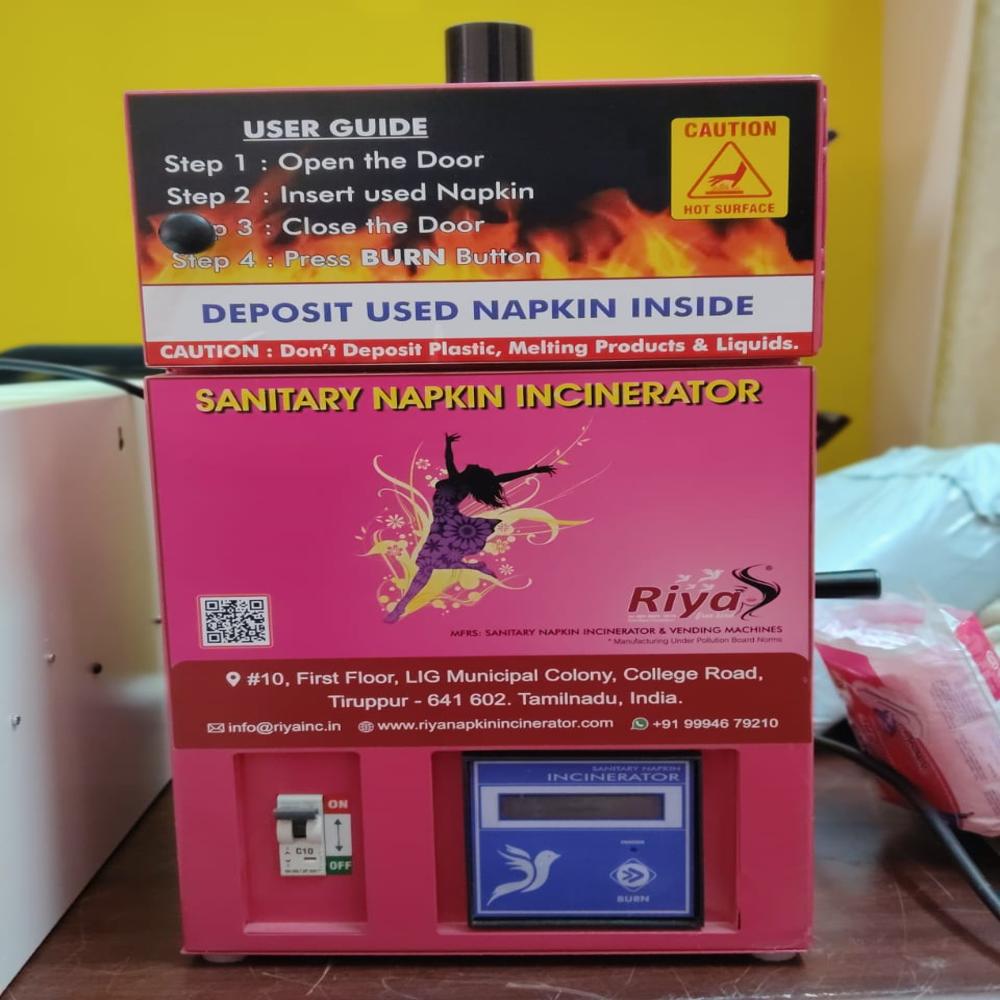 USER GUIDE
Step 1 : Open the Door
Step 2 : Insert used Napkin
p 3 : Close the Door
Step 4 : Press BURN Button
CAUTION
HOT SURFACE
DEPOSIT USED NAPKIN INSIDE
CAUTION : Don't Deposit Plastic, Melting Products & Liquids.
SANITARY NAPKIN INCINERATOR
Riya
®
MFRS: SANITARY NAPKIN INCINERATOR & VENDING MACHINES
* Manufacturing Under Pollution Board Norms
#10, First Floor, LIG Municipal Colony, College Road,
Tiruppur - 641 602. Tamilnadu, India.
info@riyainc.in www.riyanapkinincinerator.com +91 99946 79210
ON
C10
OFF
SANITARY NAPKIN
INCINERATOR
BURN